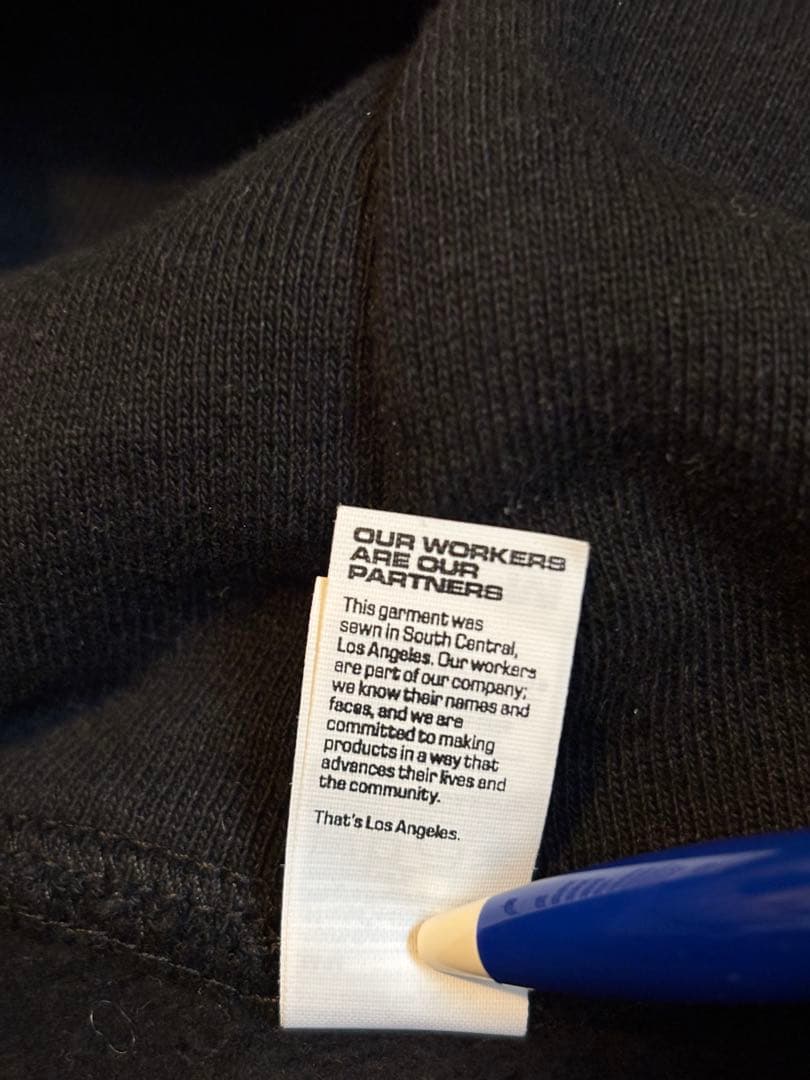 OUR WORKERS
ARE OUR
PARTNERS
This garment was
sewn in South Central,
Los Angeles. Our workers
are part of our company;
we know their names and
faces, and we are
committed to making
products in a way that
advances their lives and
the community.
That's Los Angeles.